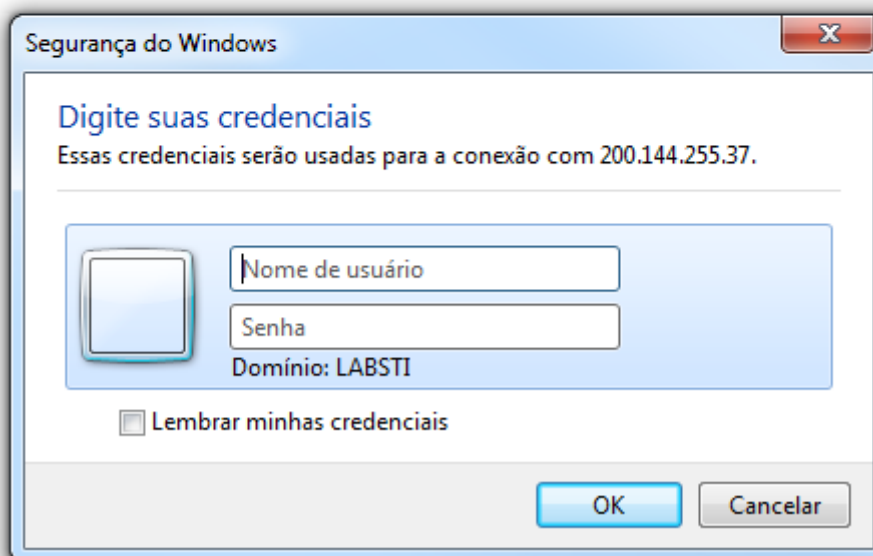 Segurança do Windows
Digite suas credenciais
Essas credenciais serão usadas para a conexão com 200.144.255.37.
Nome de usuário
Senha
Domínio: LABSTI
Lembrar minhas credenciais
OK
Cancelar